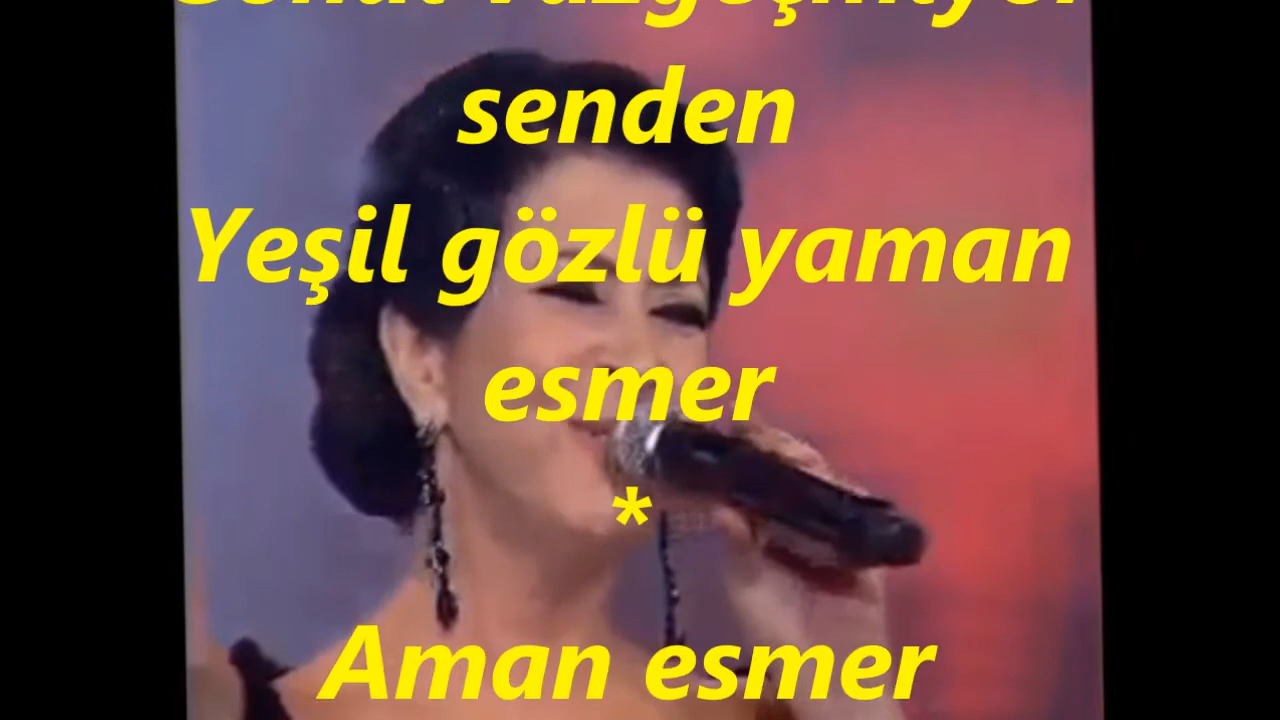 senden
Yeşil gözlü yaman
esmer
*
Aman esmer